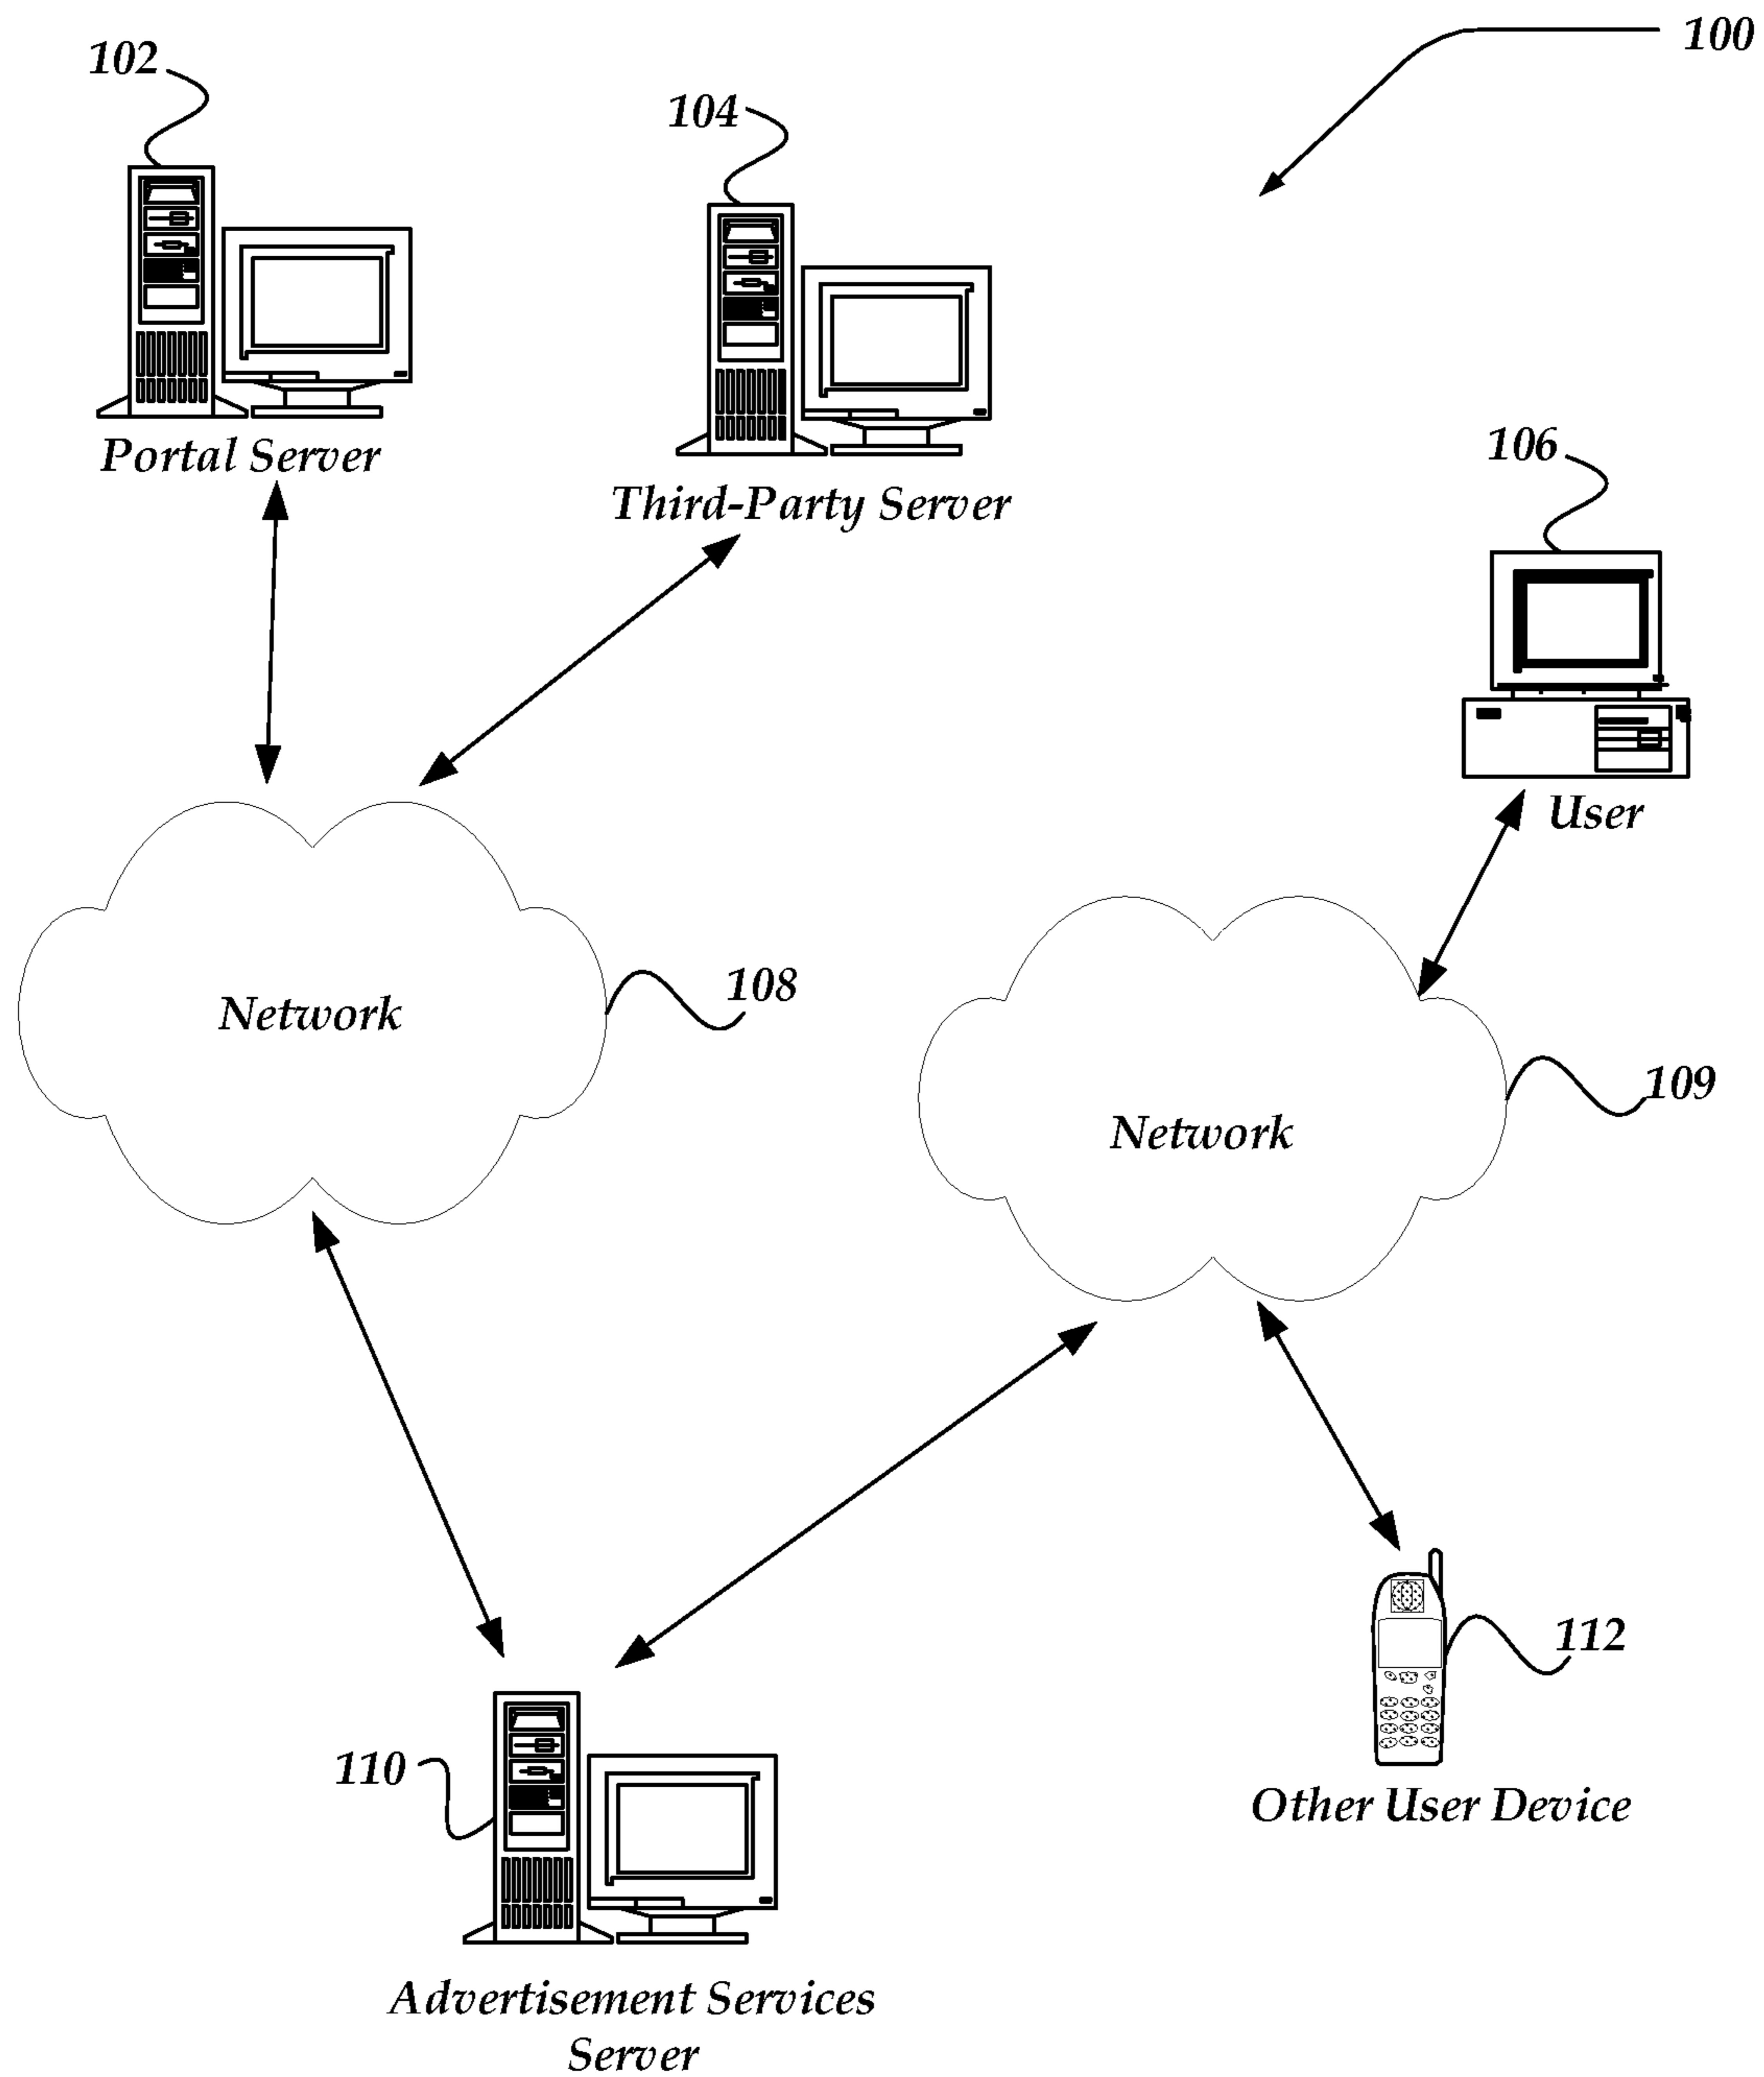 100
102
104
Portal Server
Third-Party Server
106
User
Network
108
109
Network
112
110
Other User Device
Advertisement Services
Server